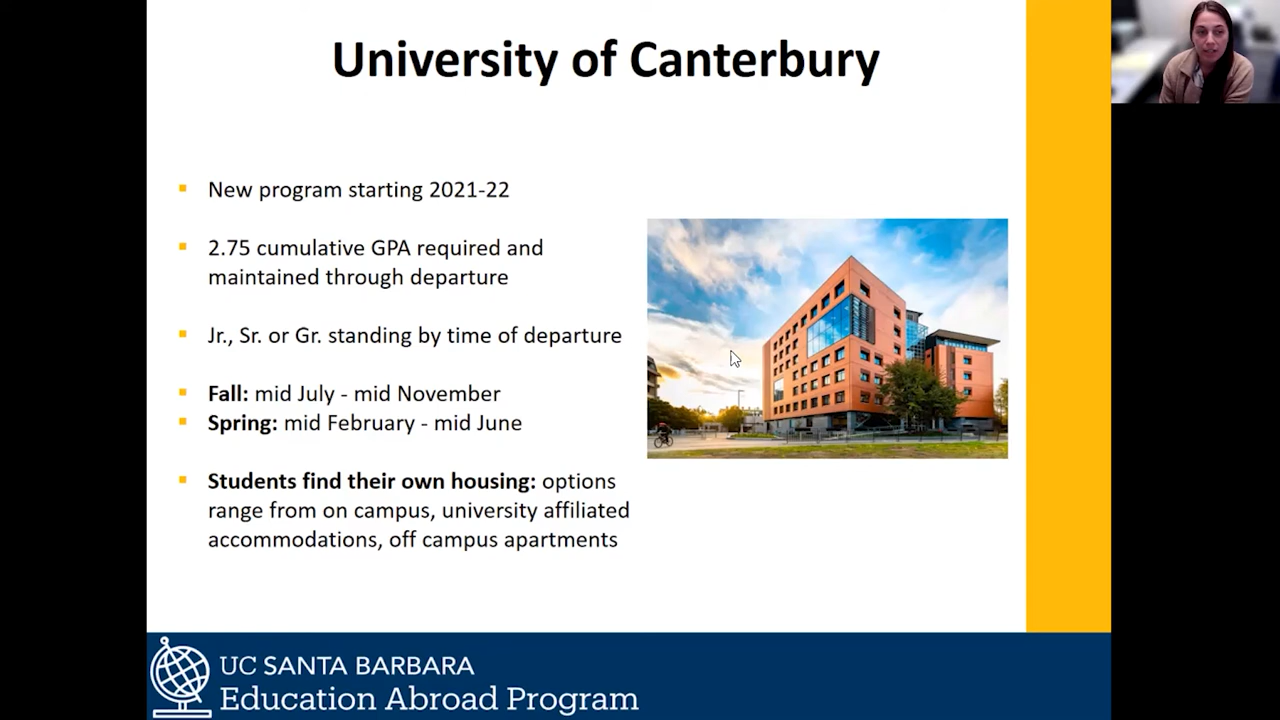 University of Canterbury
New program starting 2021-22
2.75 cumulative GPA required and
maintained through departure
Jr., Sr. or Gr. standing by time of departure
Fall: mid July - mid November
Spring: mid February - mid June
Students find their own housing: options
range from on campus, university affiliated
accommodations, off campus apartments
UC SANTA BARBARA
Education Abroad Program